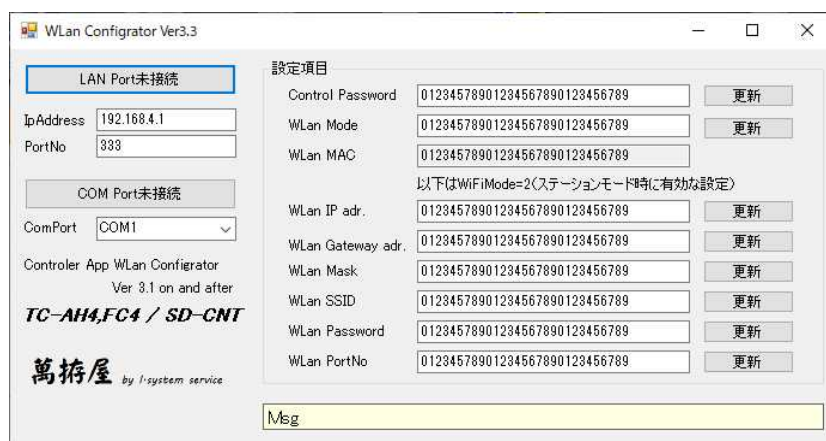 WLan Configrator Ver3.3
LAN Port未接続
IpAddress 192.168.4.1
PortNo 333
COM Port未接続
ComPort COM1
Controler App WLan Configrator
Ver 3.1 on and after
TC-AH4,FC4 / SD-CNT
萬拵屋 by I-system service
設定項目
Control Password 01234578901234567890123456789 更新
WLan Mode 01234578901234567890123456789 更新
WLan MAC 01234578901234567890123456789
以下はWiFiMode=2(ステーションモード時に有効な設定)
WLan IP adr. 01234578901234567890123456789 更新
WLan Gateway adr. 01234578901234567890123456789 更新
WLan Mask 01234578901234567890123456789 更新
WLan SSID 01234578901234567890123456789 更新
WLan Password 01234578901234567890123456789 更新
WLan PortNo 01234578901234567890123456789 更新
Msg